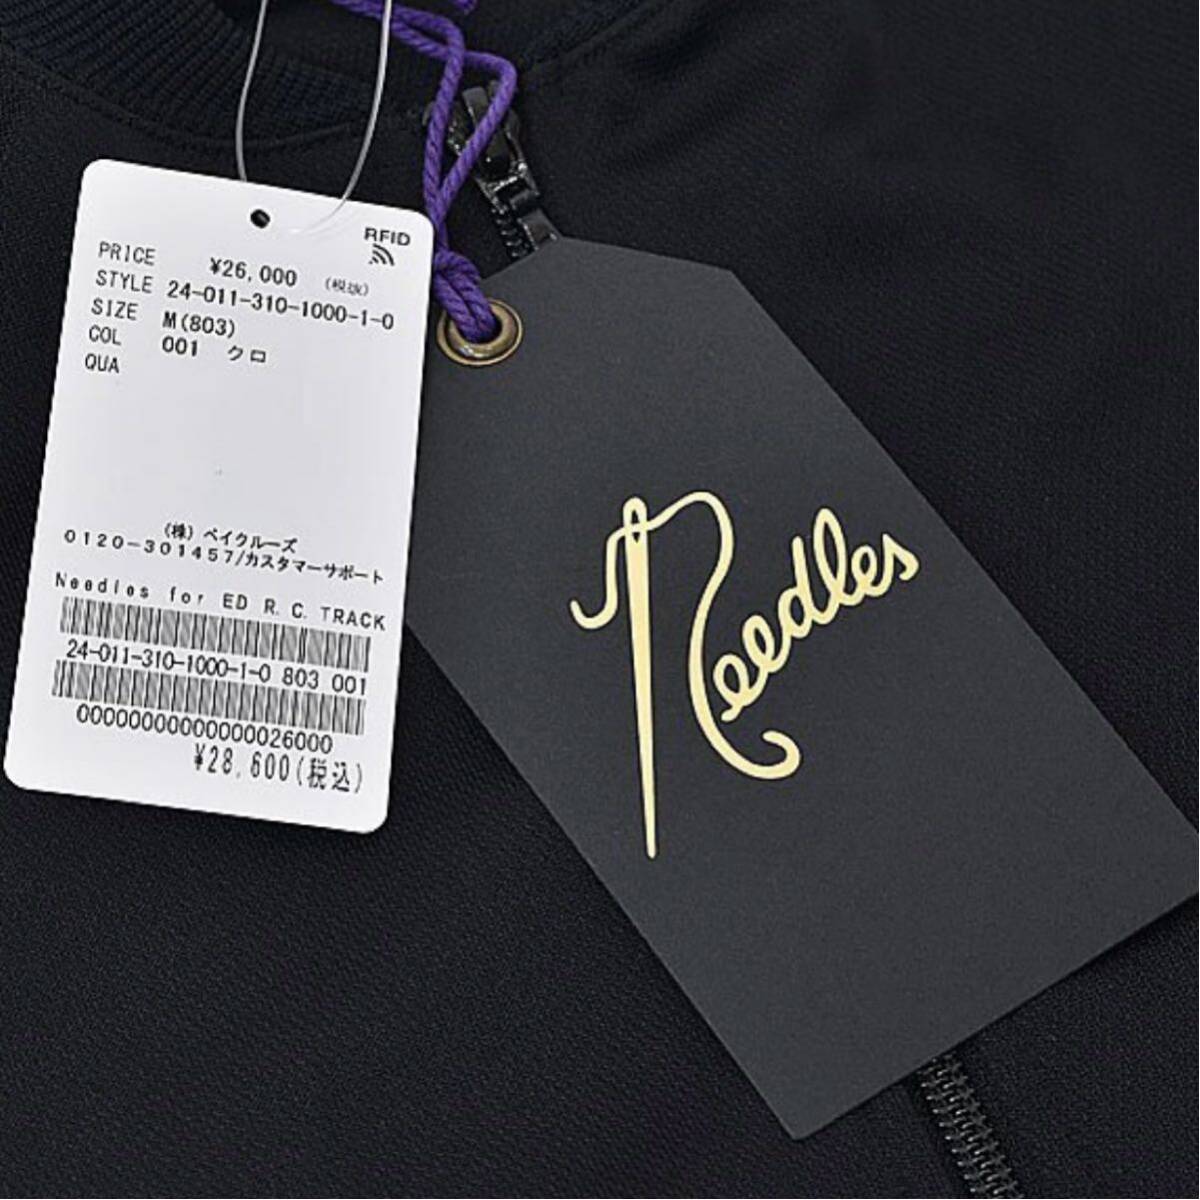 RFID
PRICE ¥26,000 (税抜)
STYLE 24-011-310-1000-1-0
SIZE M(803)
COL 001 クロ
QUA
(株) ベイクルーズ
0120-301457/カスタマーサポート
Needles for ED R.C.TRACK
24-011-310-1000-1-0 803 001
00000000000000026000
¥28,600(税込)
Needles